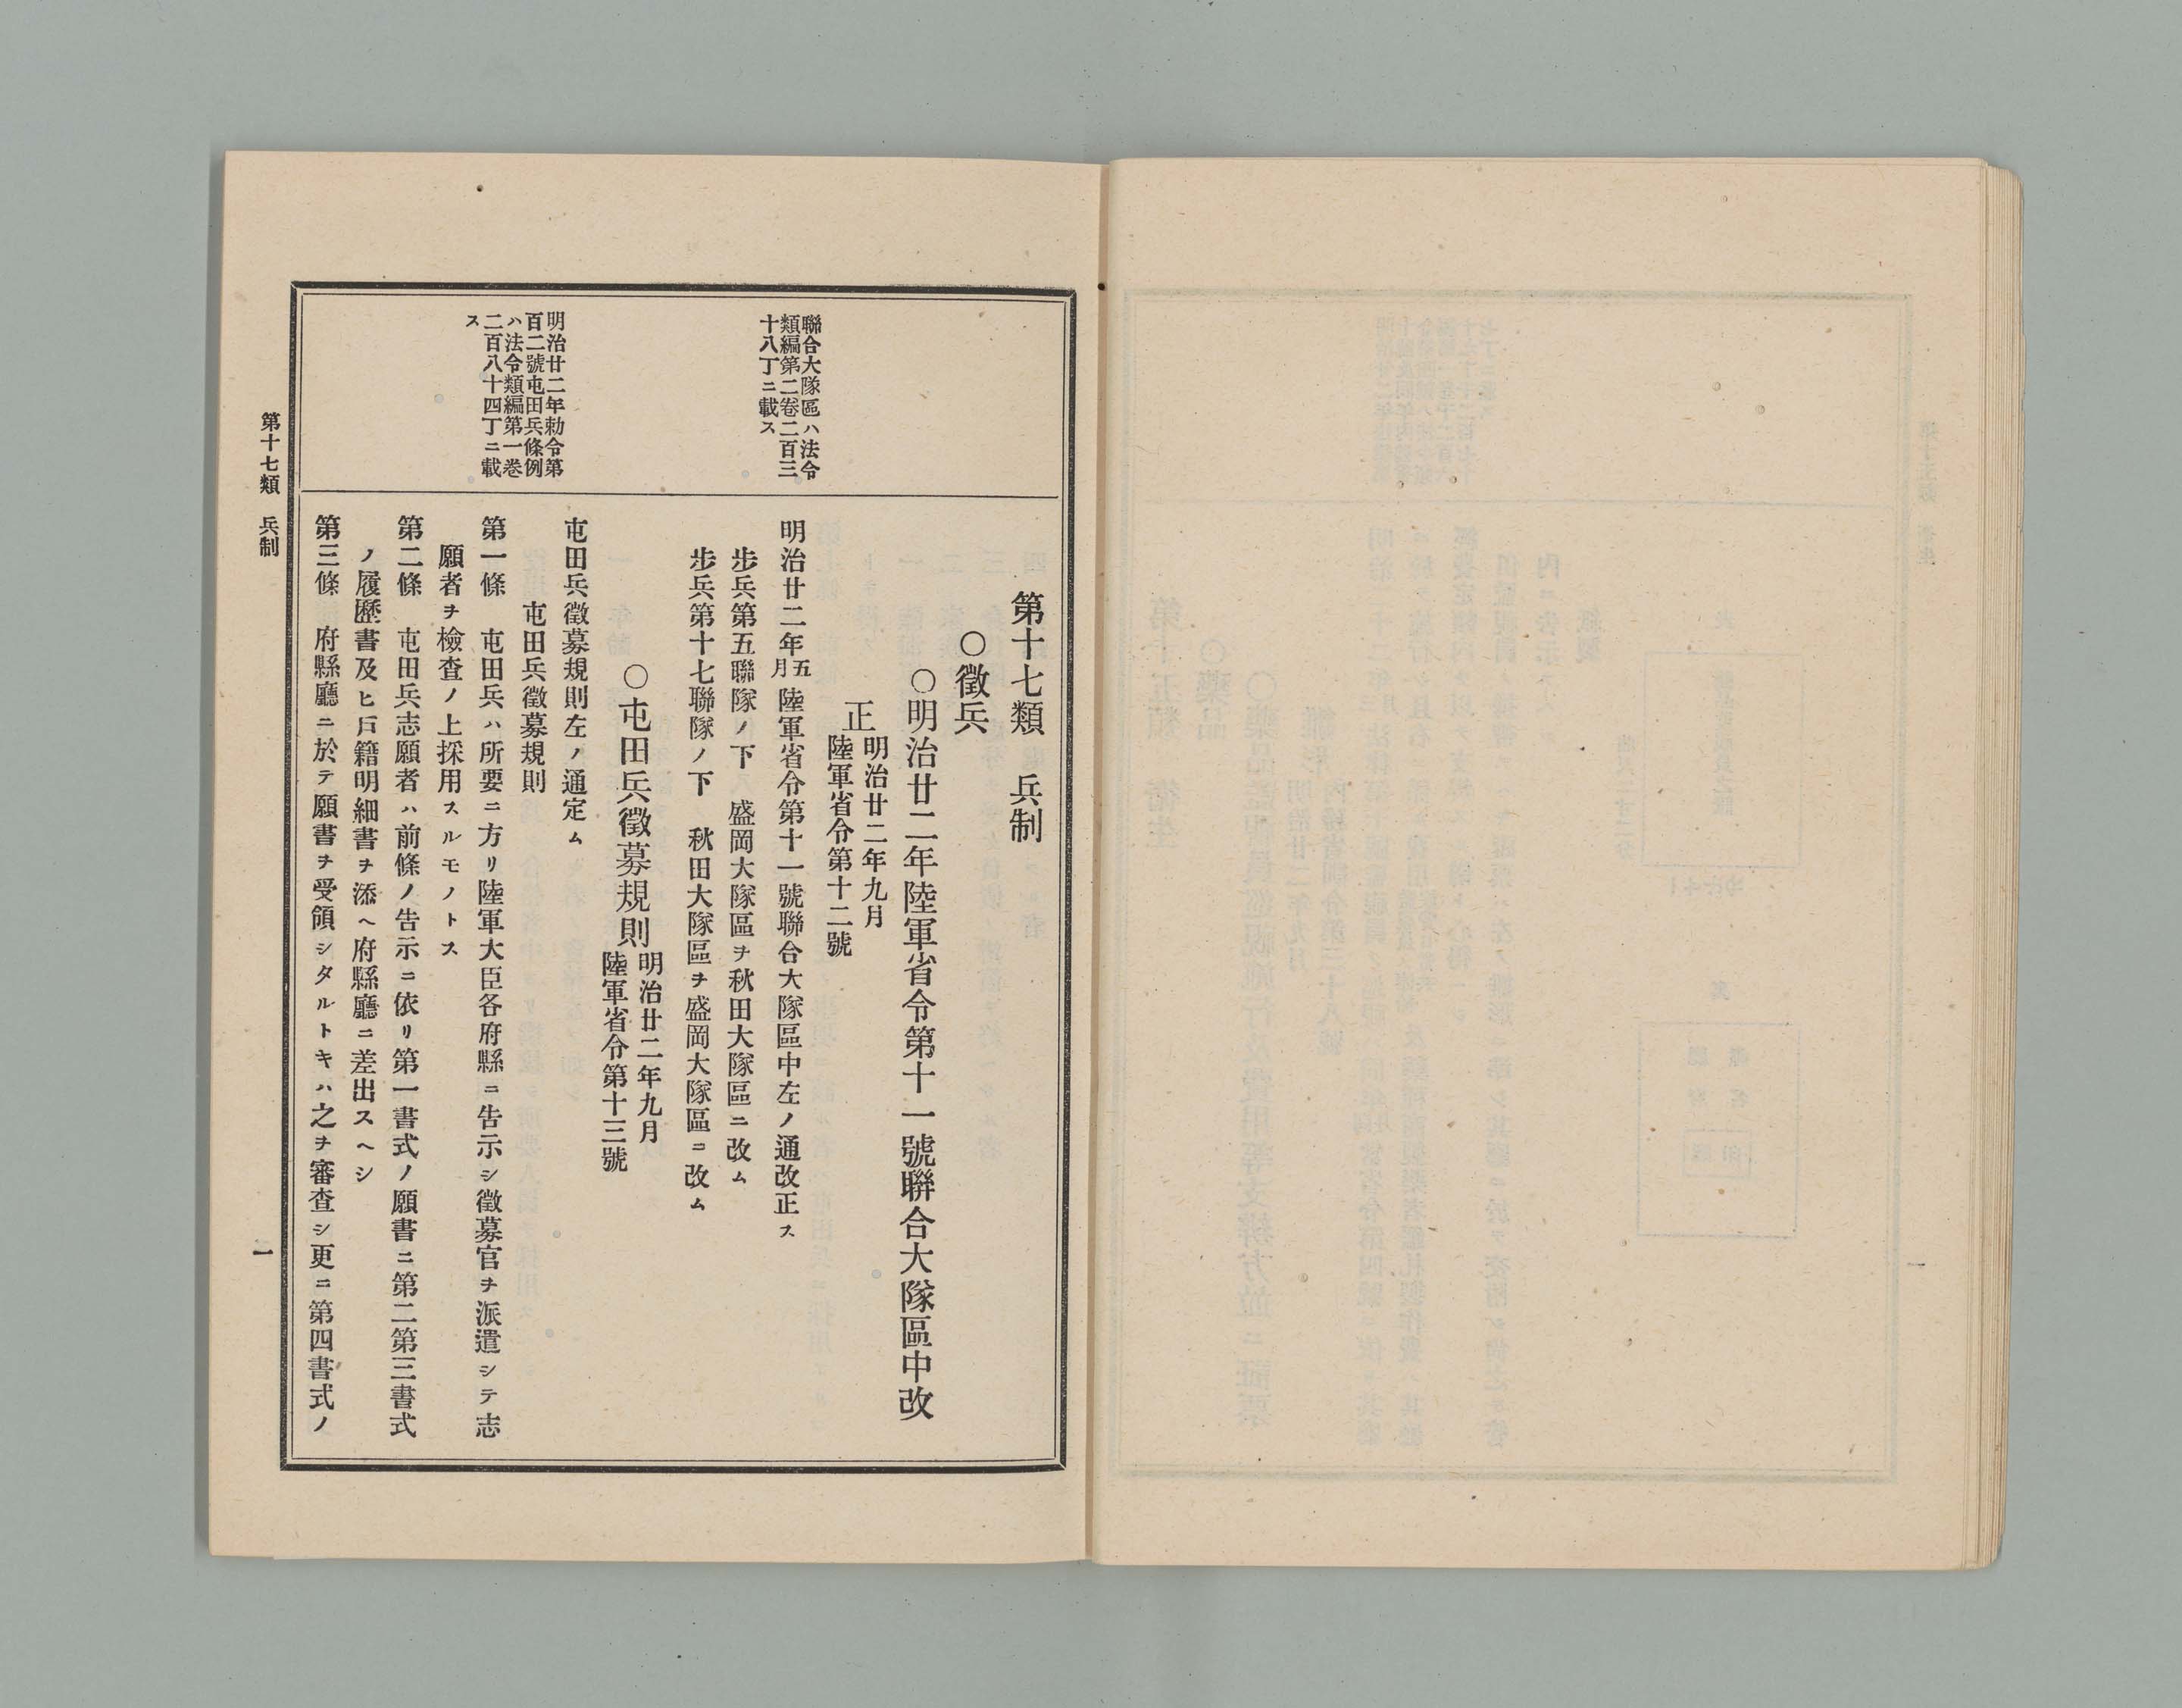 第十七類　兵制
○徵兵
○明治廿二年陸軍省令第十一號聯合大隊區中改
正
明治廿二年九月
陸軍省令第十二號
聯合大隊區ハ法令
類編第二卷二百三
十八丁ニ載ス
明治廿二年五月陸軍省令第十一號聯合大隊區中左ノ通改正ス
步兵第五聯隊ノ下　盛岡大隊區ヲ秋田大隊區ニ改ム
步兵第十七聯隊ノ下　秋田大隊區ヲ盛岡大隊區ニ改ム
○屯田兵徵募規則
明治廿二年九月
陸軍省令第十三號
明治廿二年勅令第
百二號屯田兵條例
ハ法令類編第一卷
二百八十四丁ニ載
ス
屯田兵徵募規則左ノ通定ム
屯田兵徵募規則
第一條　屯田兵ハ所要ニ方リ陸軍大臣各府縣ニ告示シ徵募官ヲ派遣シテ志
願者ヲ檢査ノ上採用スルモノトス
第二條　屯田兵志願者ハ前條ノ告示ニ依リ第一書式ノ願書ニ第二第三書式
ノ履歷書及ヒ戶籍明細書ヲ添ヘ府縣廳ニ差出スヘシ
第三條　府縣廳ニ於テ願書ヲ受領シタルトキハ之ヲ審査シ更ニ第四書式ノ
第十七類　兵制
一